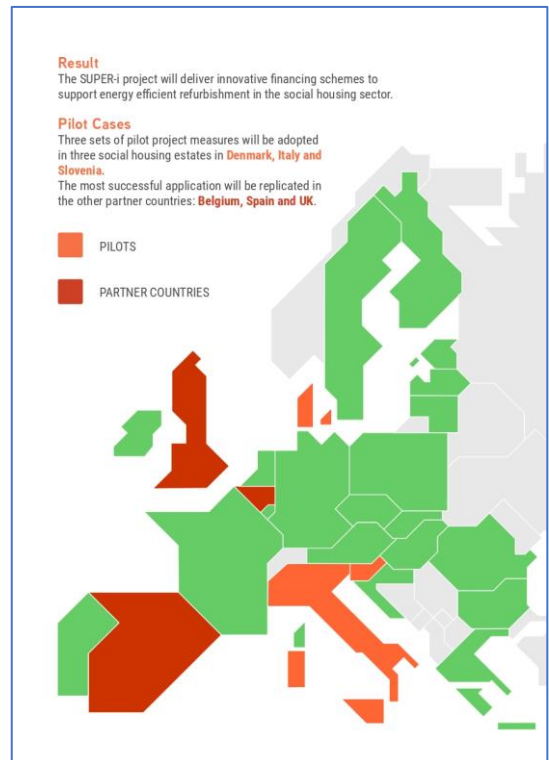 Result
The SUPER-i project will deliver innovative financing schemes to
support energy efficient refurbishment in the social housing sector.
Pilot Cases
Three sets of pilot project measures will be adopted
in three social housing estates in Denmark, Italy and
Slovenia.
The most successful application will be replicated in
the other partner countries: Belgium, Spain and UK.
PILOTS
PARTNER COUNTRIES